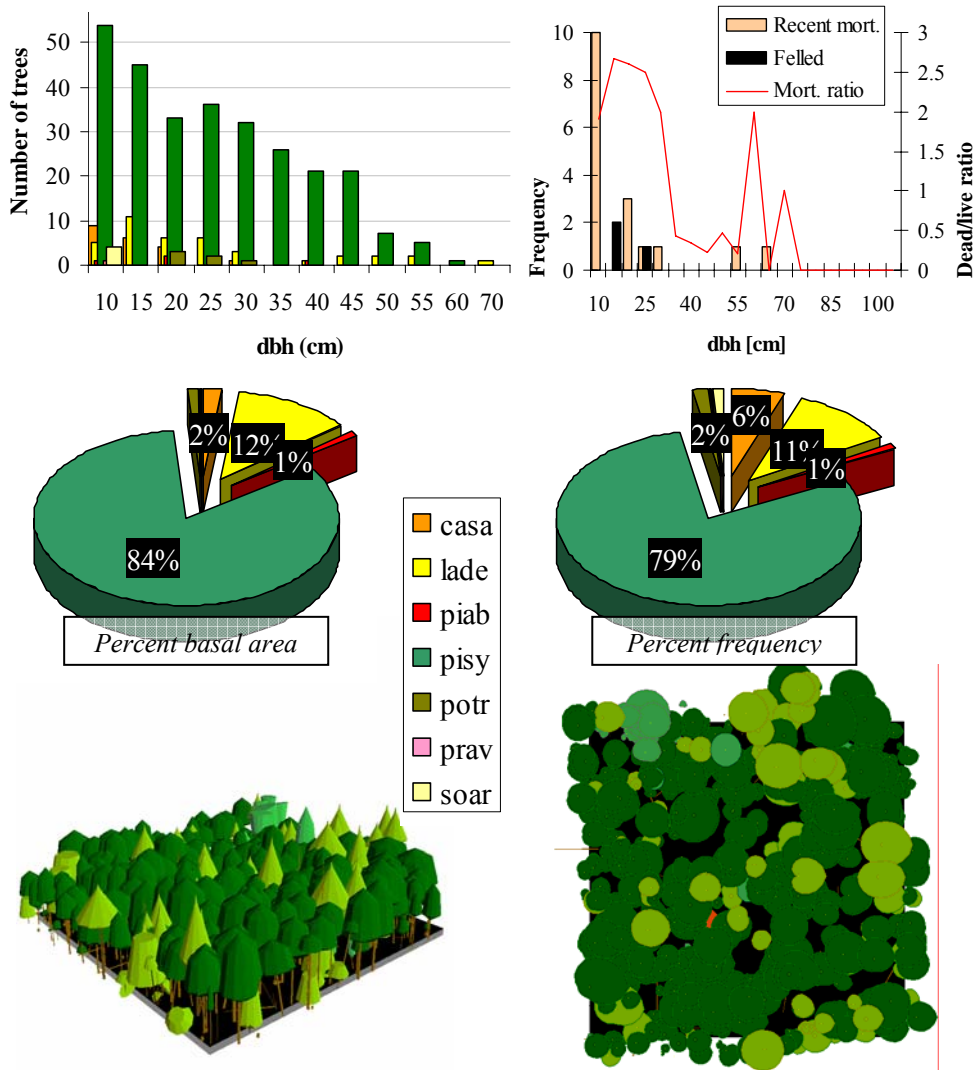 Number of trees
50
40
30
20
10
0
10 15 20 25 30 35 40 45 50 55 60 70
dbh (cm)
Frequency
10
8
6
4
2
0
Recent mort.
Felled
Mort. ratio
3
2.5
2
1.5
1
0.5
0
Dead/live ratio
10 25 40 55 70 85 100
dbh [cm]
2%
12%
1%
84%
Percent basal area
2%
6%
11%
1%
79%
Percent frequency
casa
lade
piab
pisy
potr
prav
soar